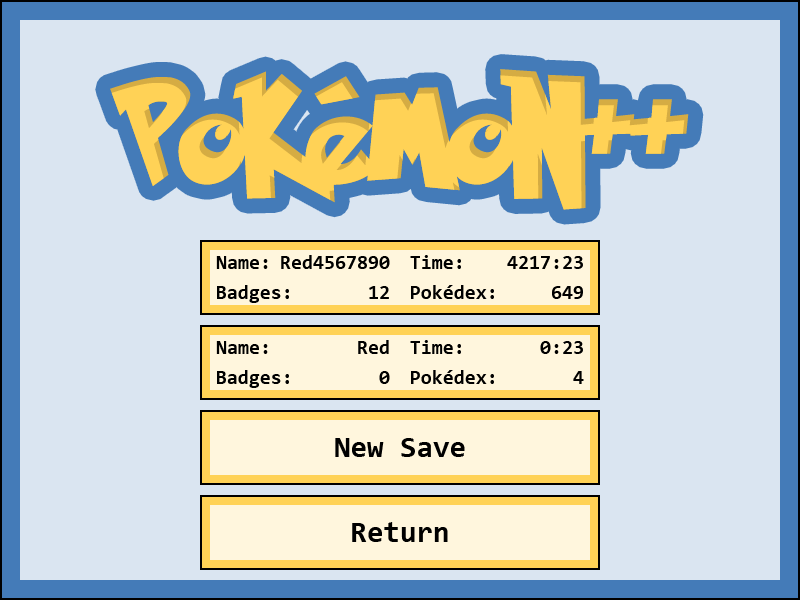 PoKéMoN++
Name: Red4567890 Time: 4217:23
Badges: 12 Pokédex: 649
Name: Red Time: 0:23
Badges: 0 Pokédex: 4
New Save
Return